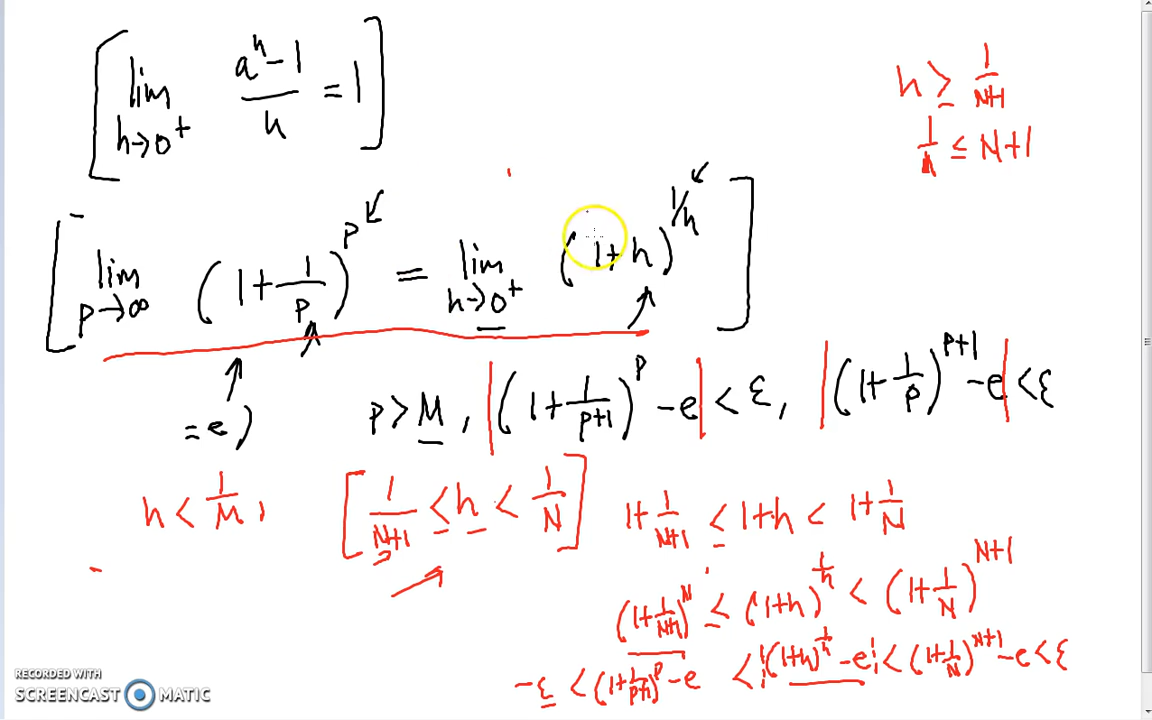 [ lim h→0⁺ (aʰ - 1)/h = 1 ]
h ≥ 1/(N+1)
1/h ≤ N+1
[ lim p→∞ (1 + 1/p)^p = lim h→0⁺ (1+h)^(1/h) ]
= e)
p > M, |(1 + 1/(p+1))^p - e| < ε, |(1 + 1/p)^(p+1) - e| < ε
h < 1/M, [ 1/(N+1) ≤ h < 1/N ] 1 + 1/(N+1) ≤ 1+h < 1 + 1/N
(1 + 1/(N+1))^N ≤ (1+h)^(1/h) < (1 + 1/N)^(N+1)
-ε < (1 + 1/(p+1))^p - e < |(1+h)^(1/h) - e| < (1 + 1/N)^(N+1) - e < ε
RECORDED WITH
SCREENCAST MATIC